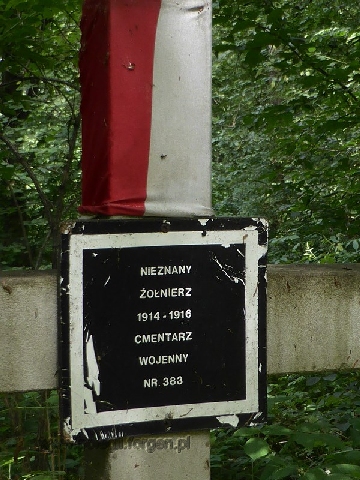 NIEZNANY
ŻOŁNIERZ
1914 - 1916
CMENTARZ
WOJENNY
NR. 383